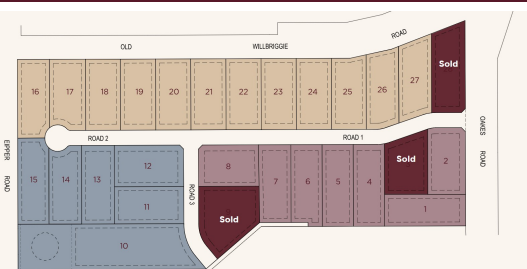 OLD WILLBRIGGIE ROAD
Sold
16 17 18 19 20 21 22 23 24 25 26 27
OAKES ROAD
ROAD 2
ROAD 1
EIPPER ROAD
15 14 13 12
11
ROAD 3
8
7 6 5 4
Sold
2
1
Sold
10